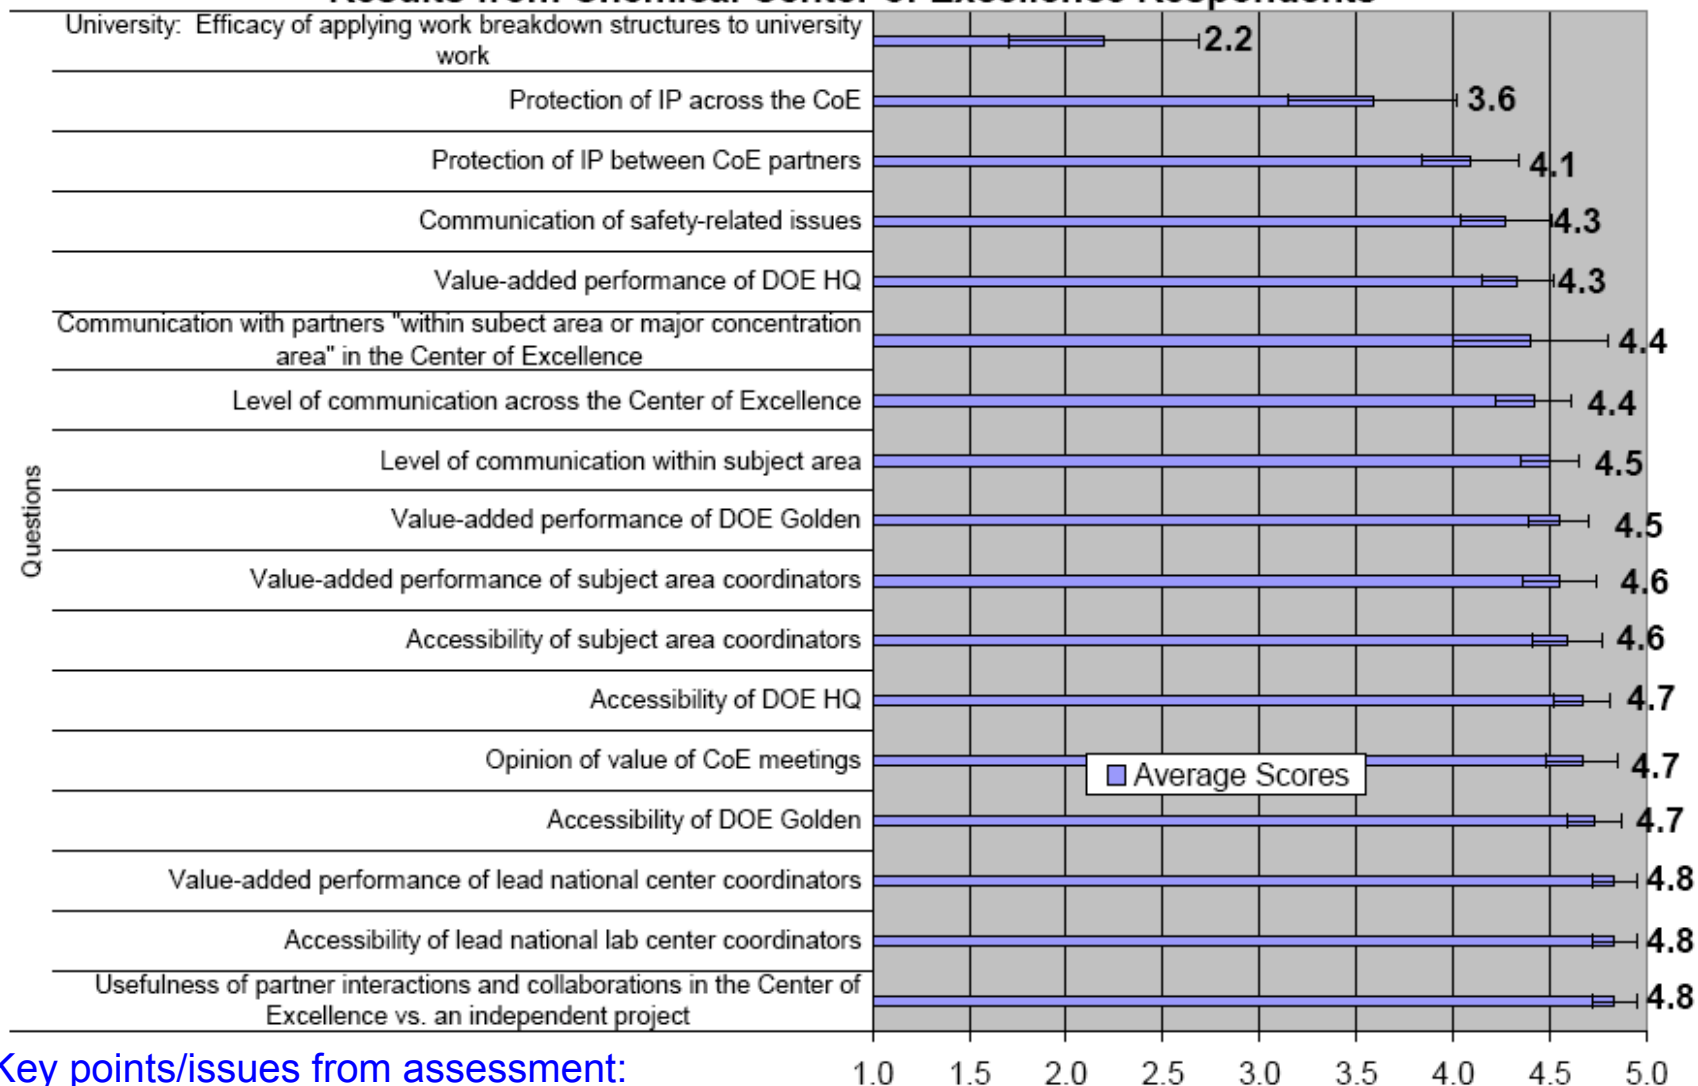 Results from Chemical Center of Excellence Respondents
University: Efficacy of applying work breakdown structures to university
work
2.2
Protection of IP across the CoE
3.6
Protection of IP between CoE partners
4.1
Communication of safety-related issues
4.3
Value-added performance of DOE HQ
4.3
Communication with partners "within subect area or major concentration
area" in the Center of Excellence
4.4
Level of communication across the Center of Excellence
4.4
Level of communication within subject area
4.5
Questions
Value-added performance of DOE Golden
4.5
Value-added performance of subject area coordinators
4.6
Accessibility of subject area coordinators
4.6
Accessibility of DOE HQ
4.7
Opinion of value of CoE meetings
4.7
Average Scores
Accessibility of DOE Golden
4.7
Value-added performance of lead national center coordinators
4.8
Accessibility of lead national lab center coordinators
4.8
Usefulness of partner interactions and collaborations in the Center of
Excellence vs. an independent project
4.8
1.0 1.5 2.0 2.5 3.0 3.5 4.0 4.5 5.0
Key points/issues from assessment: